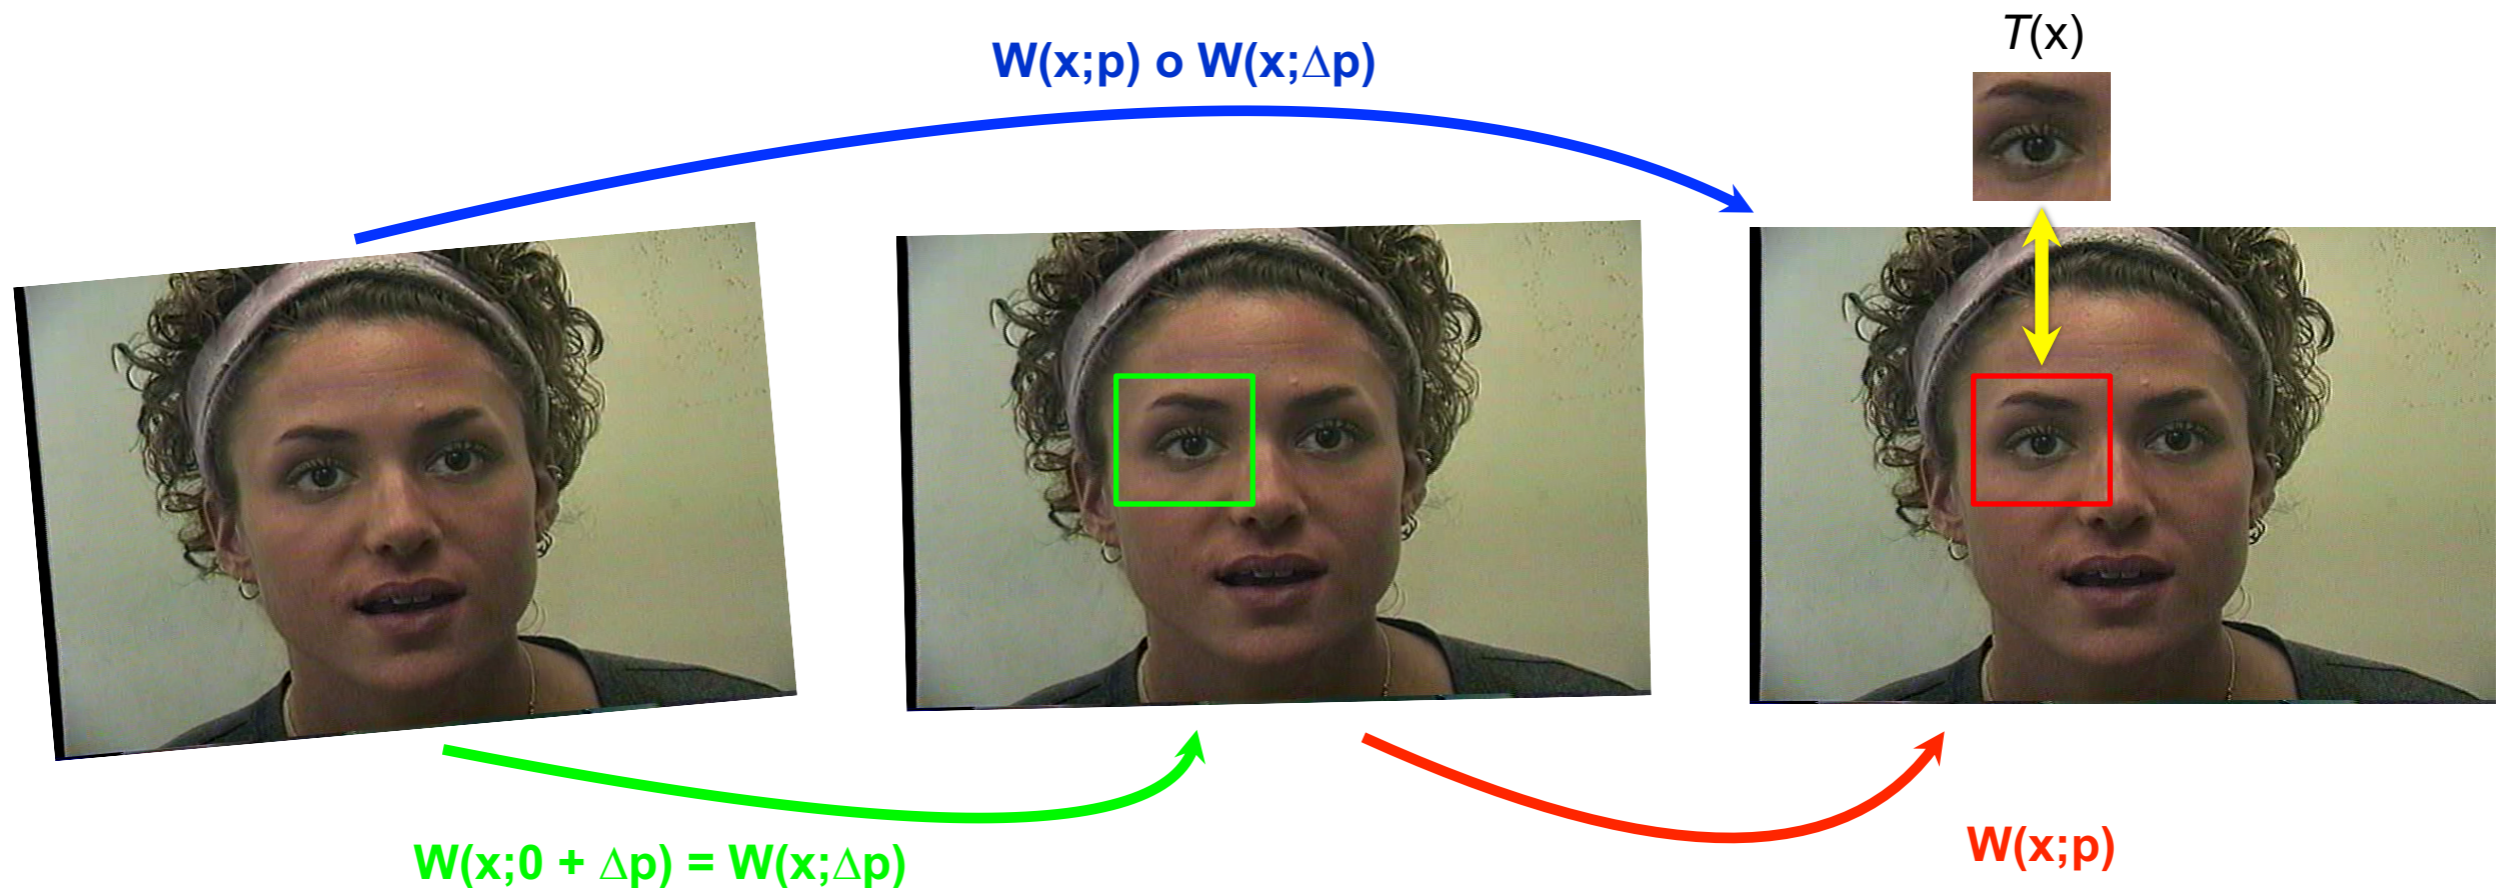 T(x)
W(x;p) o W(x;Δp)
W(x;0 + Δp) = W(x;Δp)
W(x;p)